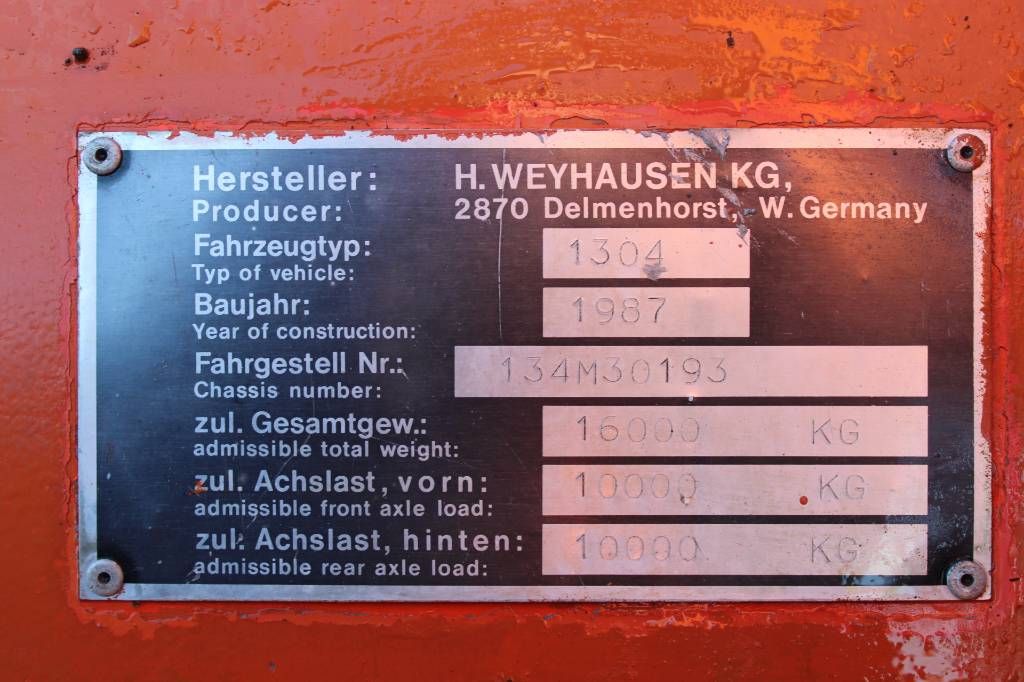 Hersteller: H. WEYHAUSEN KG,
Producer: 2870 Delmenhorst, W. Germany
Fahrzeugtyp: 1304
Typ of vehicle:
Baujahr: 1987
Year of construction:
Fahrgestell Nr.: 134M30193
Chassis number:
zul. Gesamtgew.: 16000 KG
admissible total weight:
zul. Achslast, vorn: 10000 KG
admissible front axle load:
zul. Achslast, hinten: 10000 KG
admissible rear axle load: